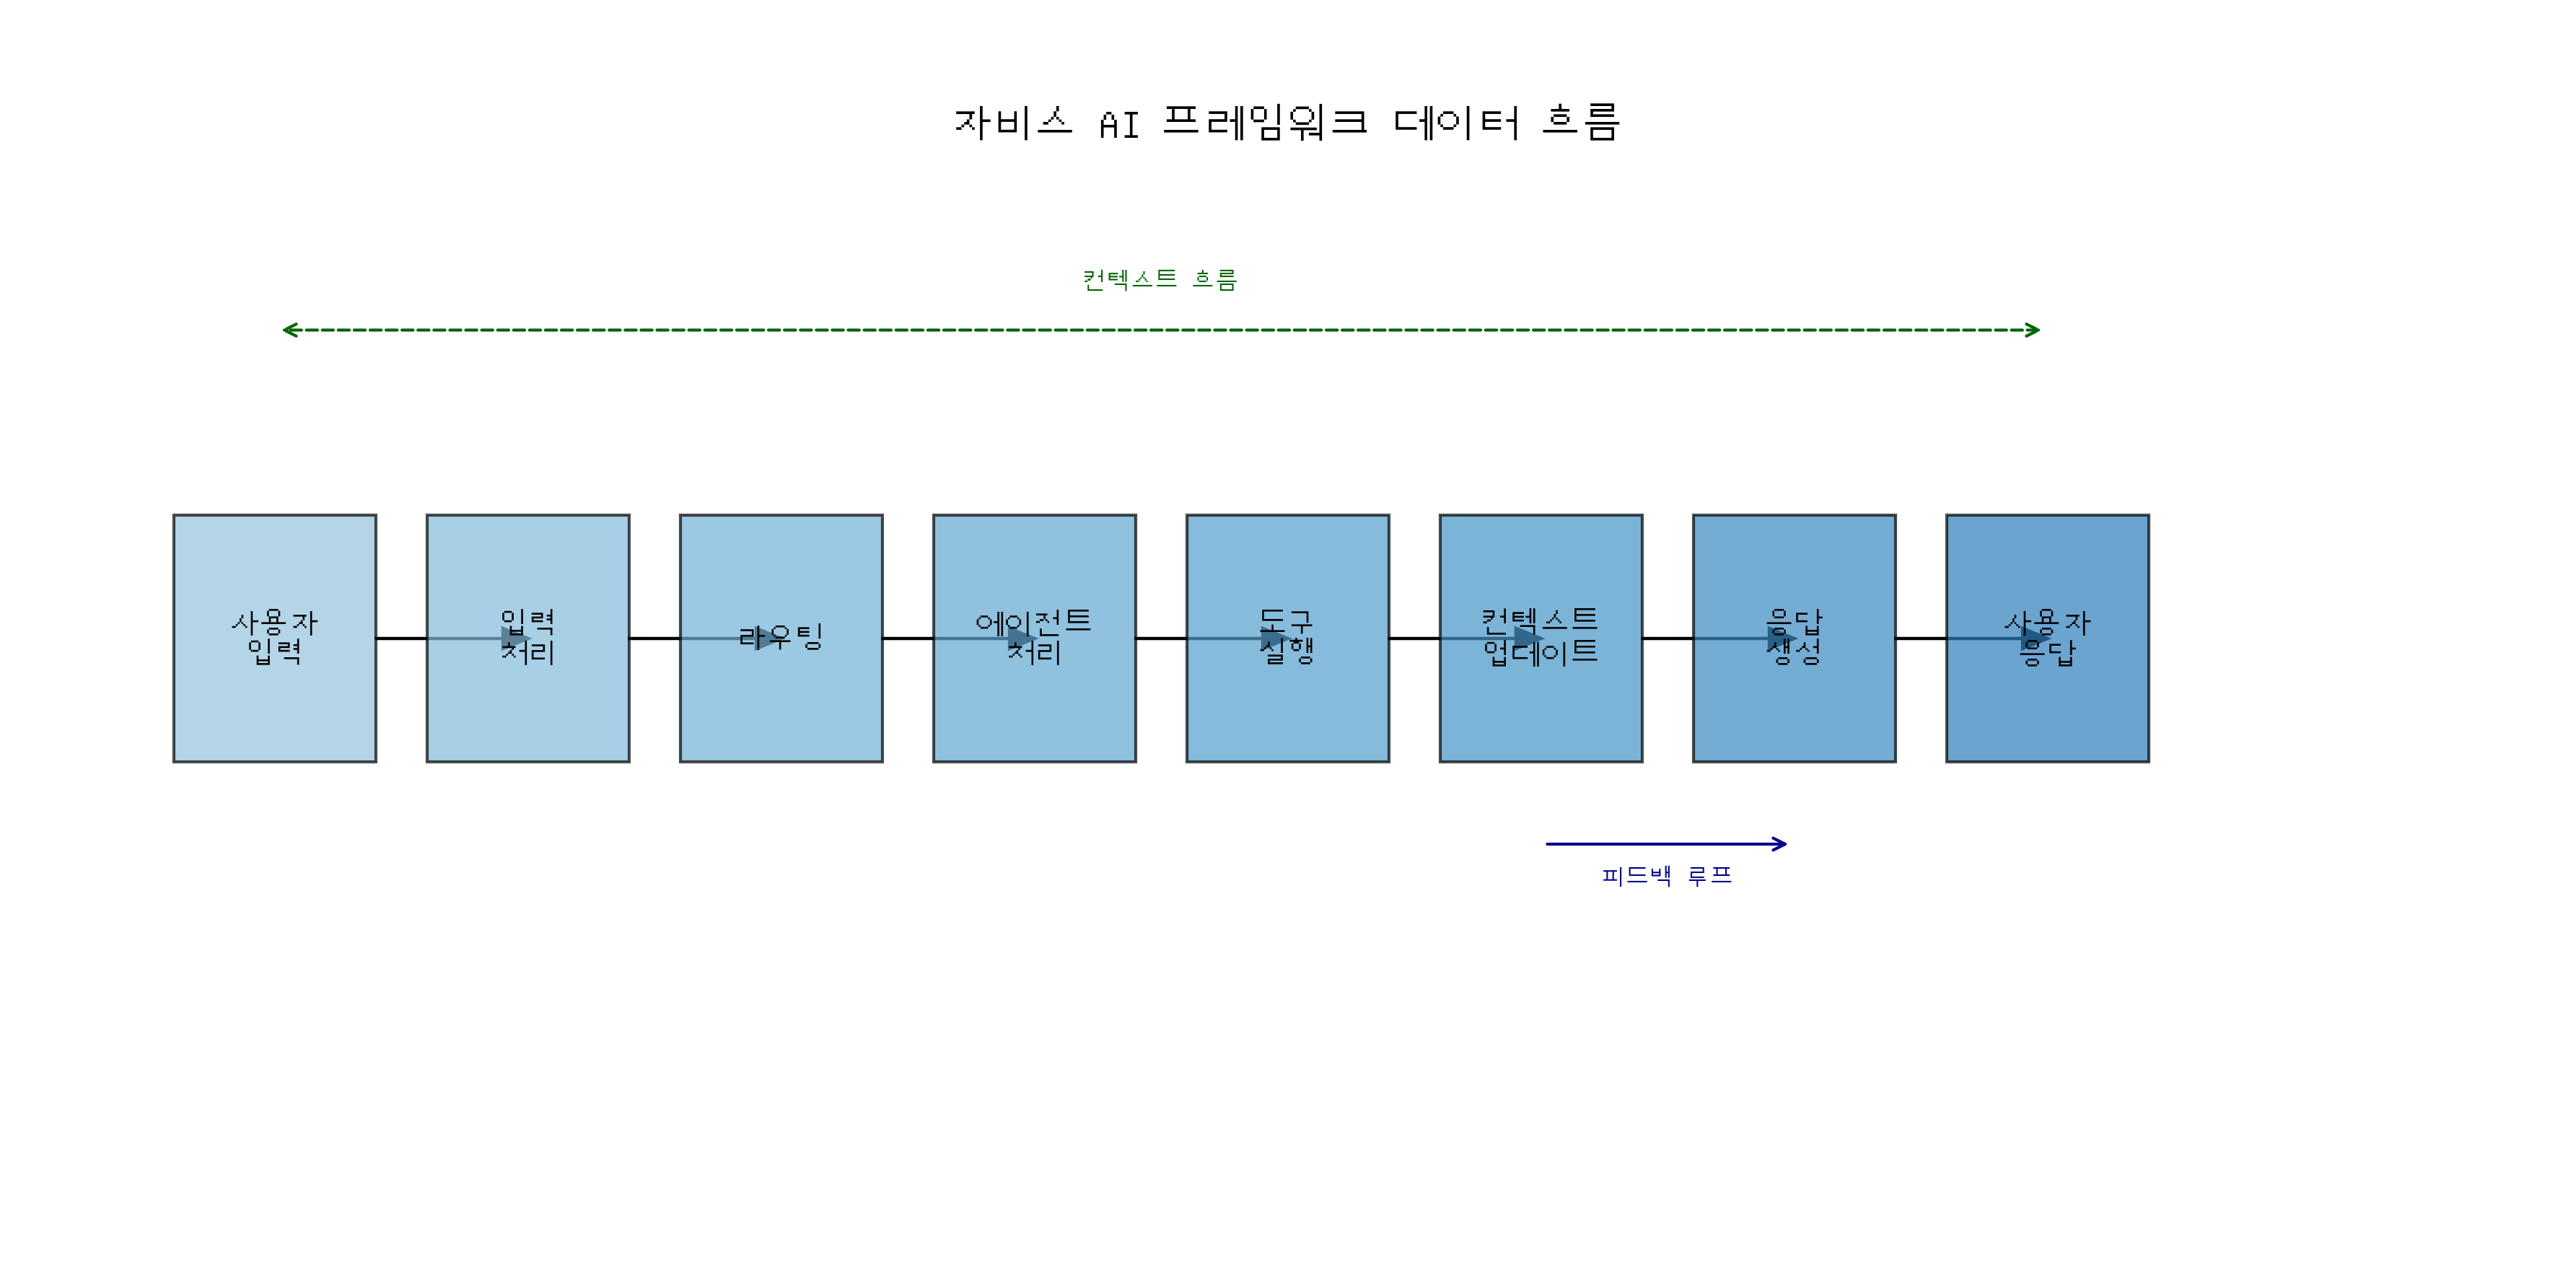 자비스 AI 프레임워크 데이터 흐름
컨텍스트 흐름
사용자
입력
입력
처리
라우팅
에이전트
처리
도구
실행
컨텍스트
업데이트
응답
생성
사용자
응답
피드백 루프